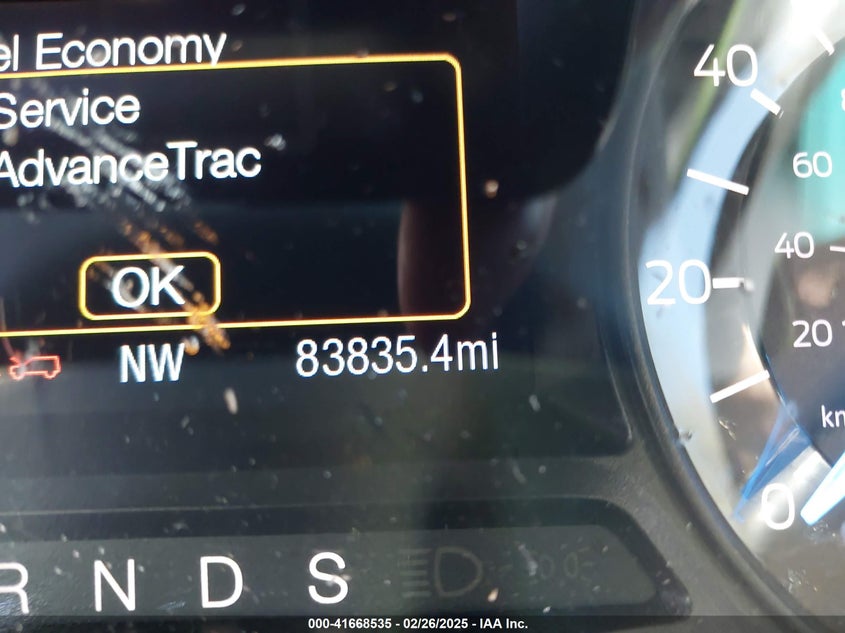 el Economy
Service
AdvanceTrac
OK
NW 83835.4mi
40
60
40
20
20
km
0
R N D S
000-41668535 – 02/26/2025 – IAA Inc.